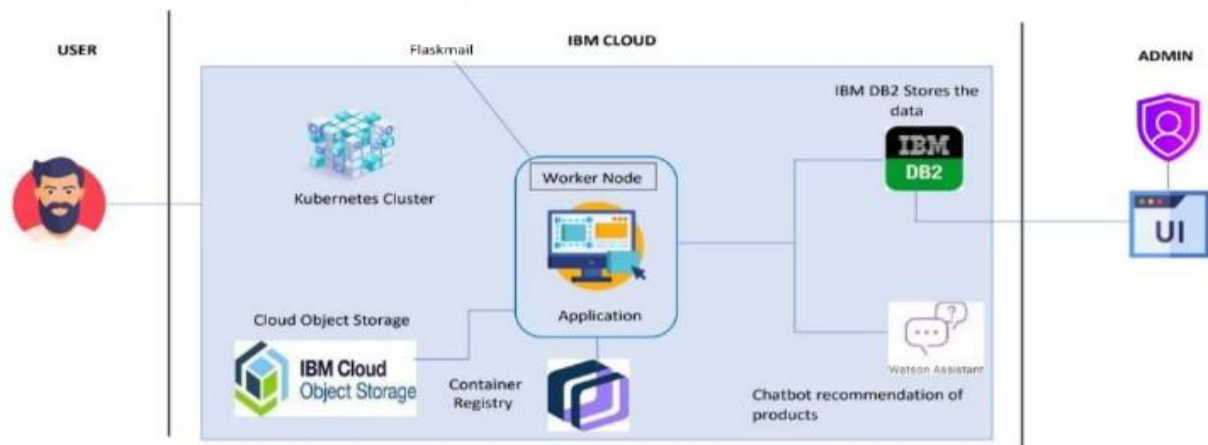 USER
IBM CLOUD
ADMIN
Flaskmail
IBM DB2 Stores the
data
IBM
DB2
Kubernetes Cluster
Worker Node
Application
UI
Cloud Object Storage
IBM Cloud
Object Storage
Container
Registry
?
Watson Assistant
Chatbot recommendation of
products